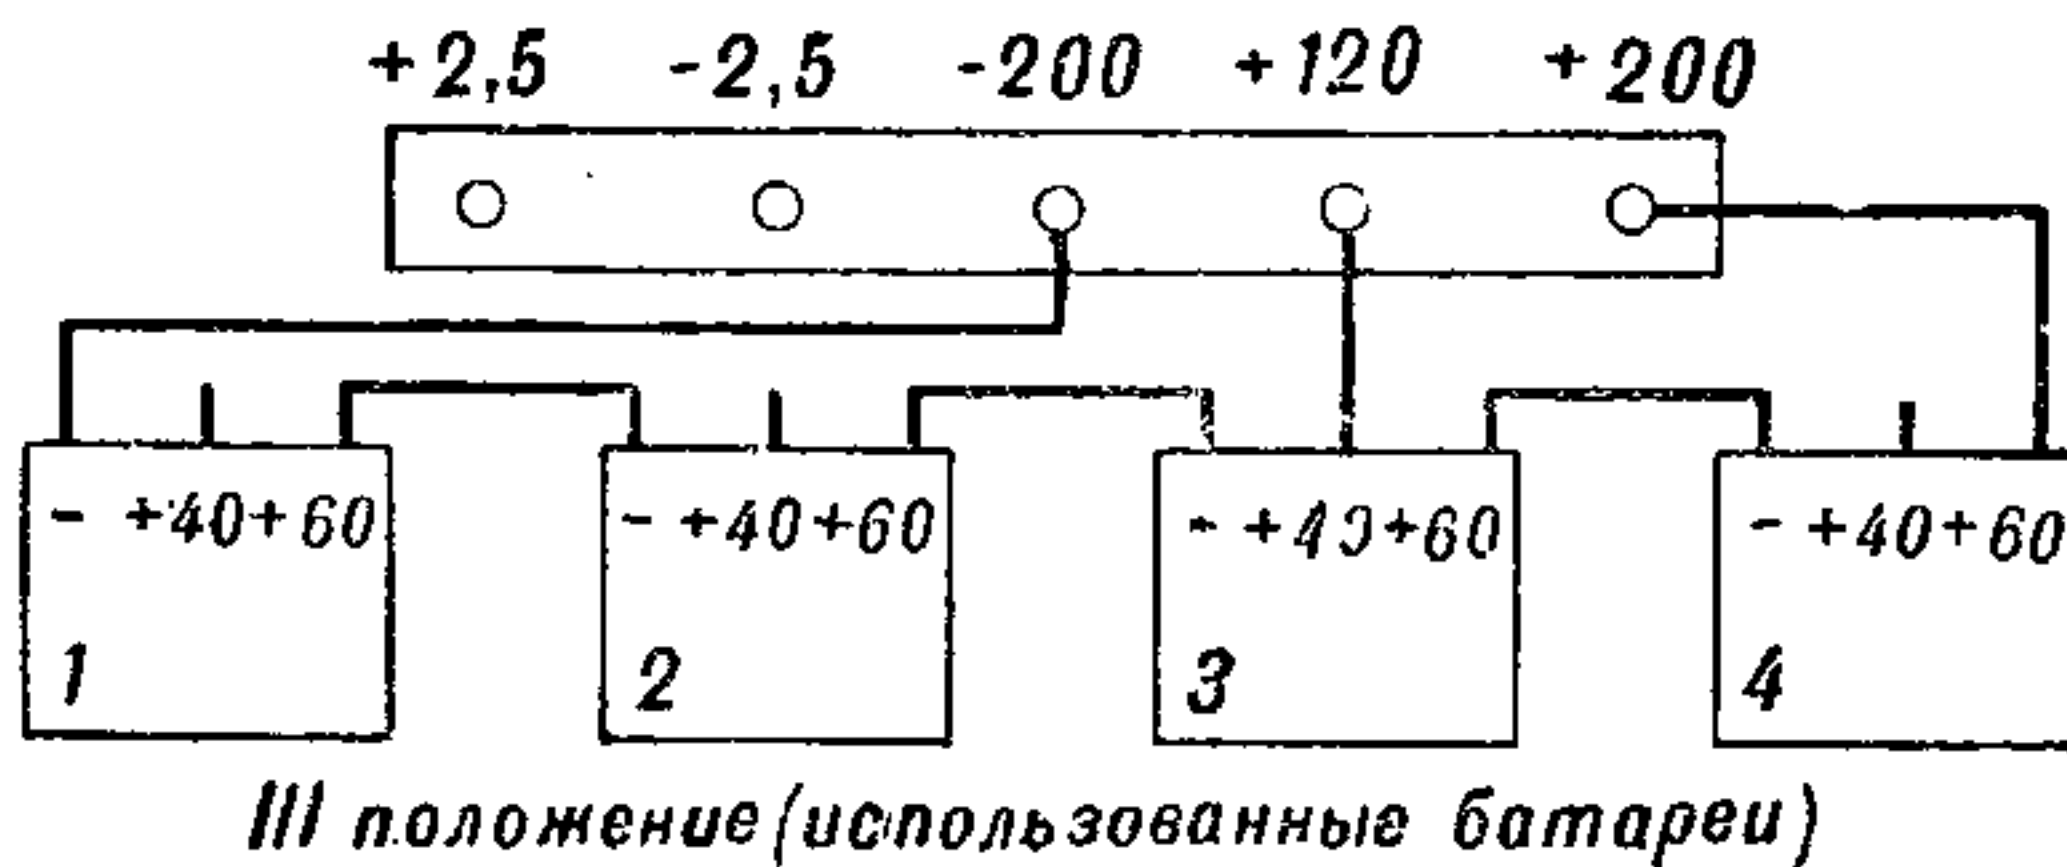 +2,5 -2,5 -200 +120 +200
- +40+60 - +40+60 - +40+60 - +40+60
1 2 3 4
III положение (использованные батареи)